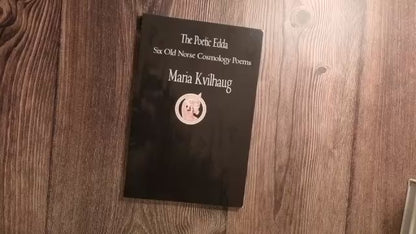 The Poetic Edda
Six Old Norse Cosmology Poems
Maria Kvilhaug